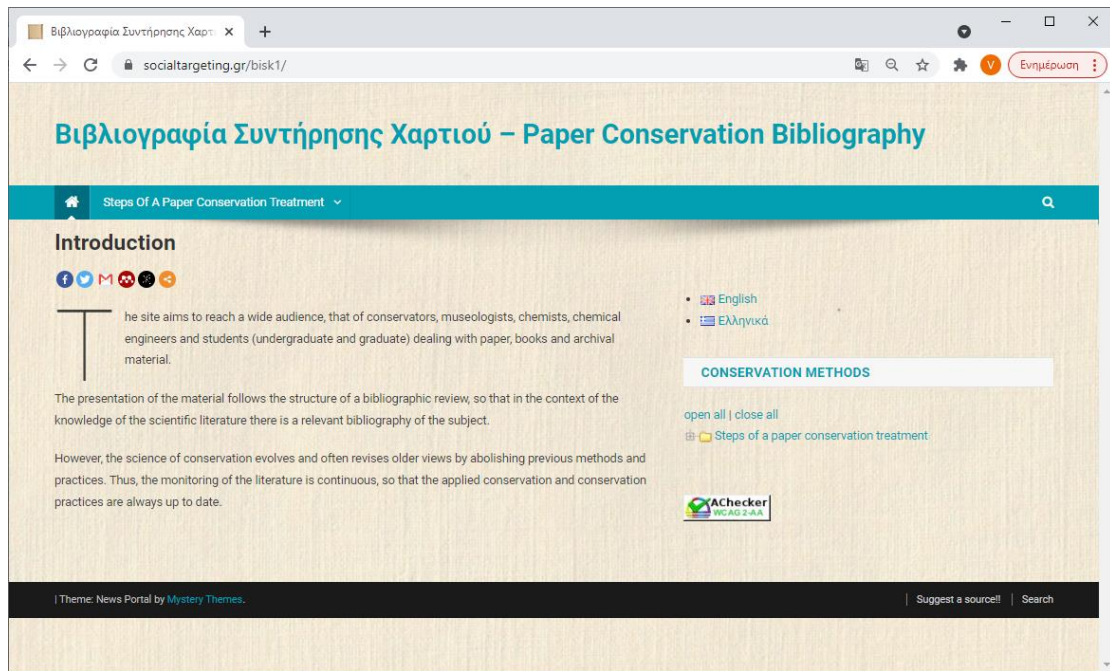 Βιβλιογραφία Συντήρησης Χαρτι
socialtargeting.gr/bisk1/
V
Ενημέρωση
Βιβλιογραφία Συντήρησης Χαρτιού – Paper Conservation Bibliography
Steps Of A Paper Conservation Treatment
Introduction
The site aims to reach a wide audience, that of conservators, museologists, chemists, chemical
engineers and students (undergraduate and graduate) dealing with paper, books and archival
material.
The presentation of the material follows the structure of a bibliographic review, so that in the context of the
knowledge of the scientific literature there is a relevant bibliography of the subject.
However, the science of conservation evolves and often revises older views by abolishing previous methods and
practices. Thus, the monitoring of the literature is continuous, so that the applied conservation and conservation
practices are always up to date.
English
Ελληνικά
CONSERVATION METHODS
open all | close all
Steps of a paper conservation treatment
AChecker
WCAG 2-AA
| Theme: News Portal by Mystery Themes.
| Suggest a source!! | Search